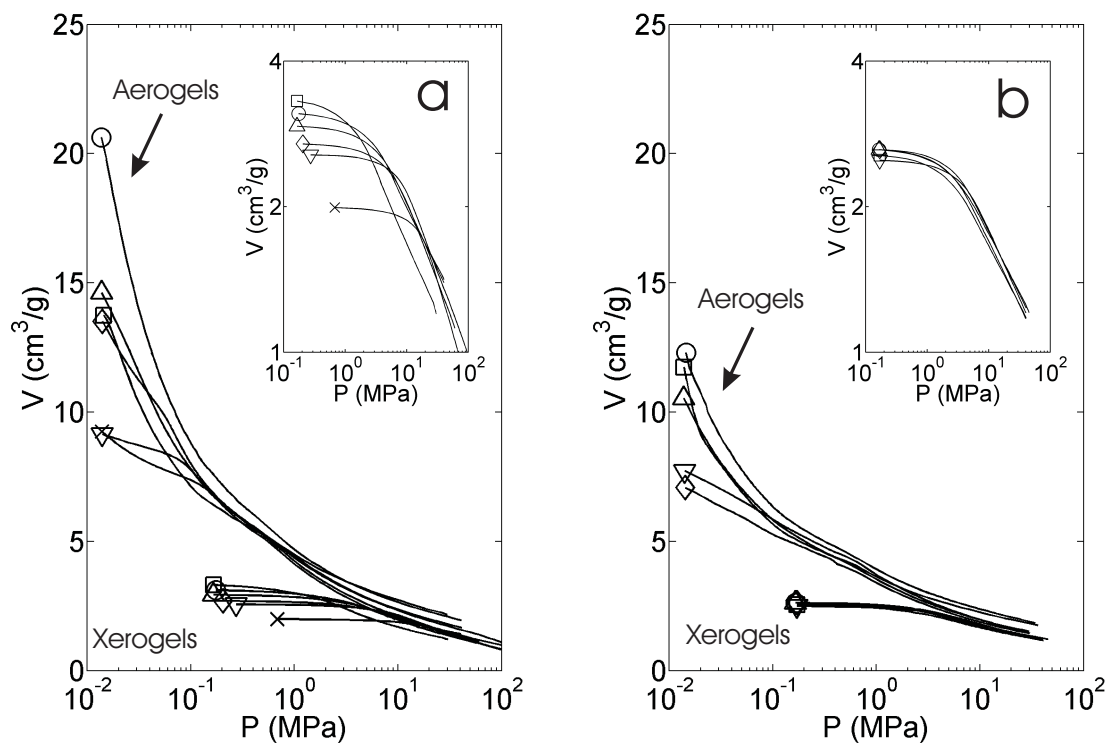 25
20
15
10
5
0
V (cm³/g)
10⁻² 10⁻¹ 10⁰ 10¹ 10²
P (MPa)
Aerogels
Xerogels
a
4
2
1
V (cm³/g)
10⁻¹ 10⁰ 10¹ 10²
P (MPa)
25
20
15
10
5
0
V (cm³/g)
10⁻² 10⁻¹ 10⁰ 10¹ 10²
P (MPa)
Aerogels
Xerogels
b
4
2
1
V (cm³/g)
10⁻¹ 10⁰ 10¹ 10²
P (MPa)